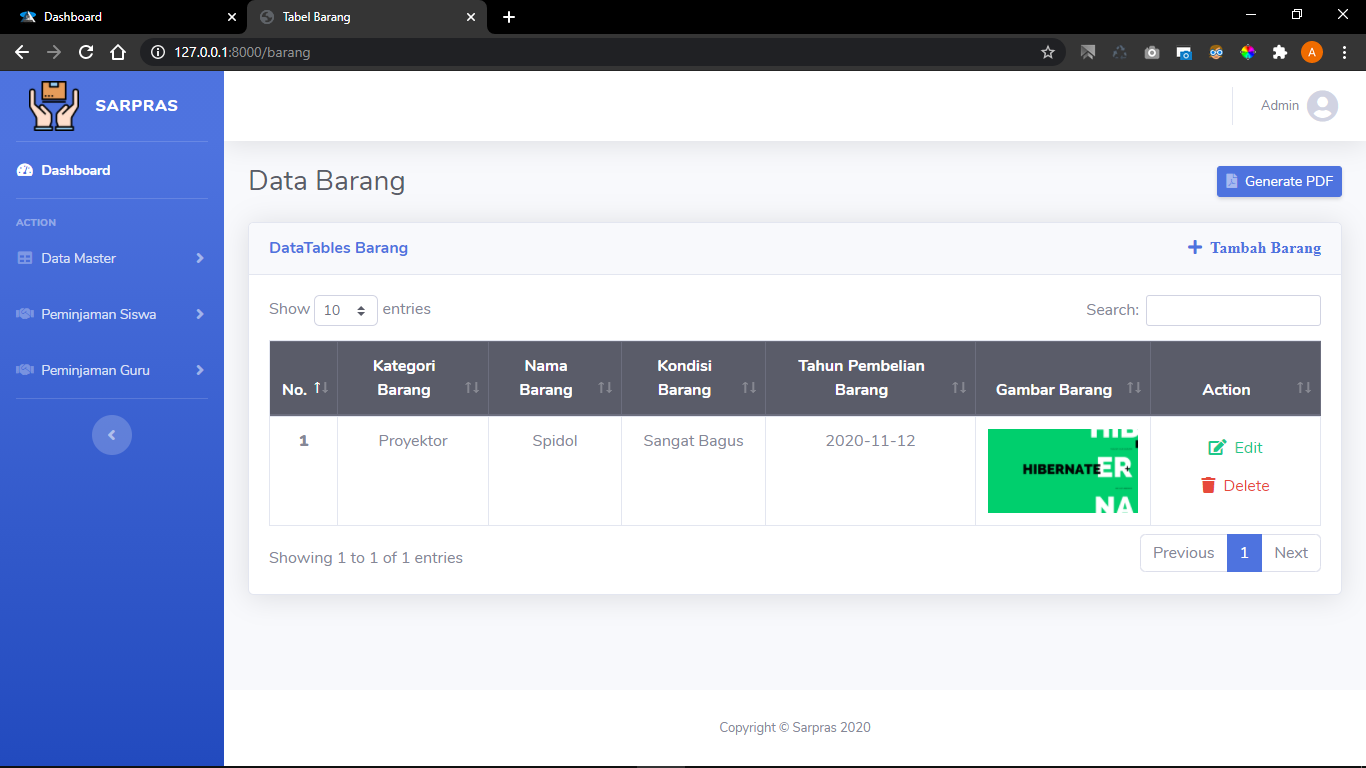 Dashboard
Tabel Barang
127.0.0.1:8000/barang
A
SARPRAS
Admin
Dashboard
ACTION
Data Master
Peminjaman Siswa
Peminjaman Guru
Data Barang
Generate PDF
DataTables Barang
Tambah Barang
Show 10 entries
Search:
No.
Kategori
Barang
Nama
Barang
Kondisi
Barang
Tahun Pembelian
Barang
Gambar Barang
Action
1
Proyektor
Spidol
Sangat Bagus
2020-11-12
HIB
HIBERNATE
ER
NA
Edit
Delete
Showing 1 to 1 of 1 entries
Previous
1
Next
Copyright © Sarpras 2020